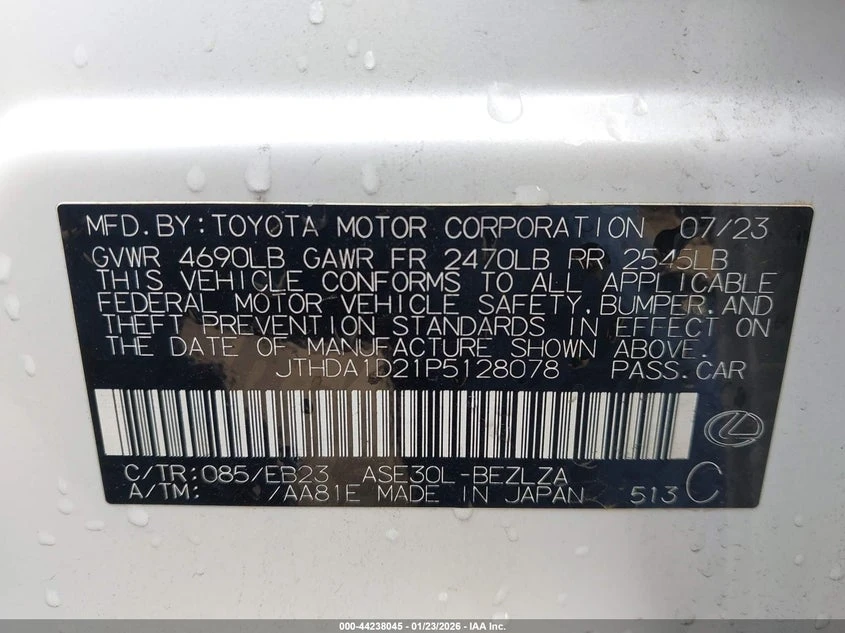 MFD.BY:TOYOTA MOTOR CORPORATION 07/23
GVWR 4690LB GAWR FR 2470LB RR 2545LB
THIS VEHICLE CONFORMS TO ALL APPLICABLE
FEDERAL MOTOR VEHICLE SAFETY,BUMPER,AND
THEFT PREVENTION STANDARDS IN EFFECT ON
THE DATE OF MANUFACTURE SHOWN ABOVE.
JTHDA1D21P5128078 PASS.CAR
C/TR:085/EB23 ASE30L-BEZLZA
A/TM: /AA81E MADE IN JAPAN 513 C
000-44238045 - 01/23/2026 - IAA Inc.